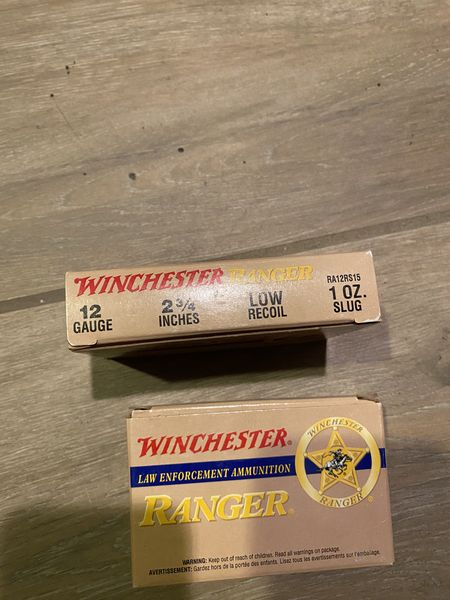 WINCHESTER RANGER
RA12RS15
12 GAUGE
2 3/4 INCHES
LOW RECOIL
1 OZ. SLUG
WINCHESTER®
LAW ENFORCEMENT AMMUNITION
RANGER®
WINCHESTER
RANGER
WARNING: Keep out of reach of children. Read all warnings on package.
AVERTISSEMENT: Gardez hors de la portée des enfants. Lisez tous les avertissements sur l'emballage.